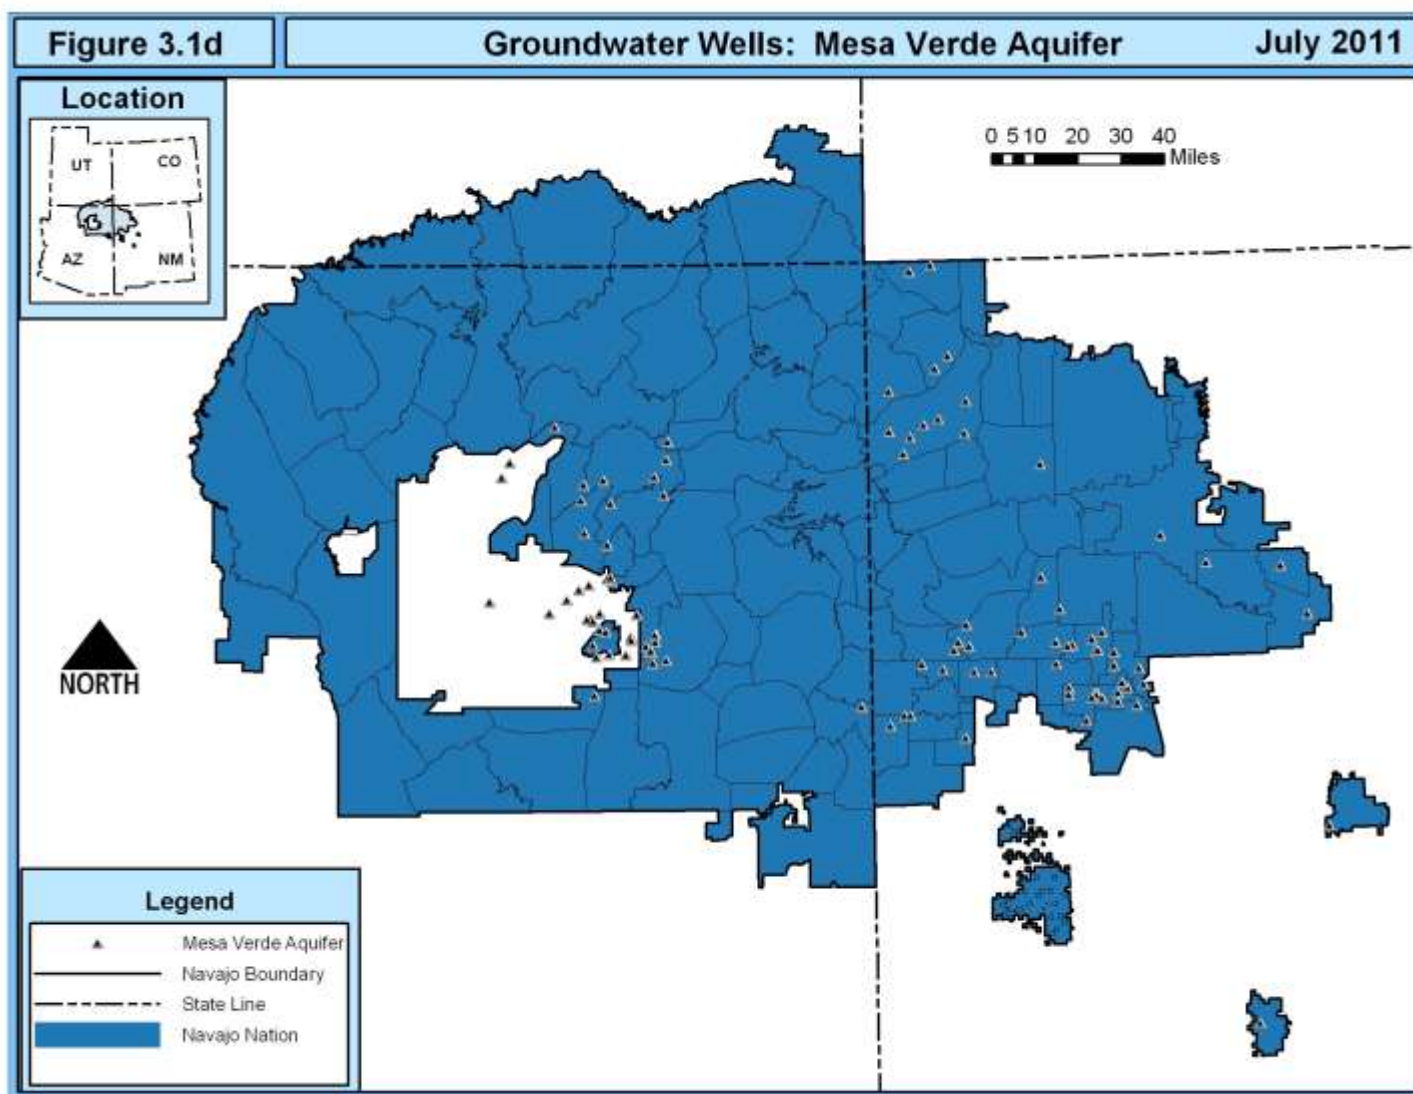 Figure 3.1d
Groundwater Wells: Mesa Verde Aquifer
July 2011
Location
UT
CO
AZ
NM
0 5 10 20 30 40
Miles
NORTH
Legend
Mesa Verde Aquifer
Navajo Boundary
State Line
Navajo Nation